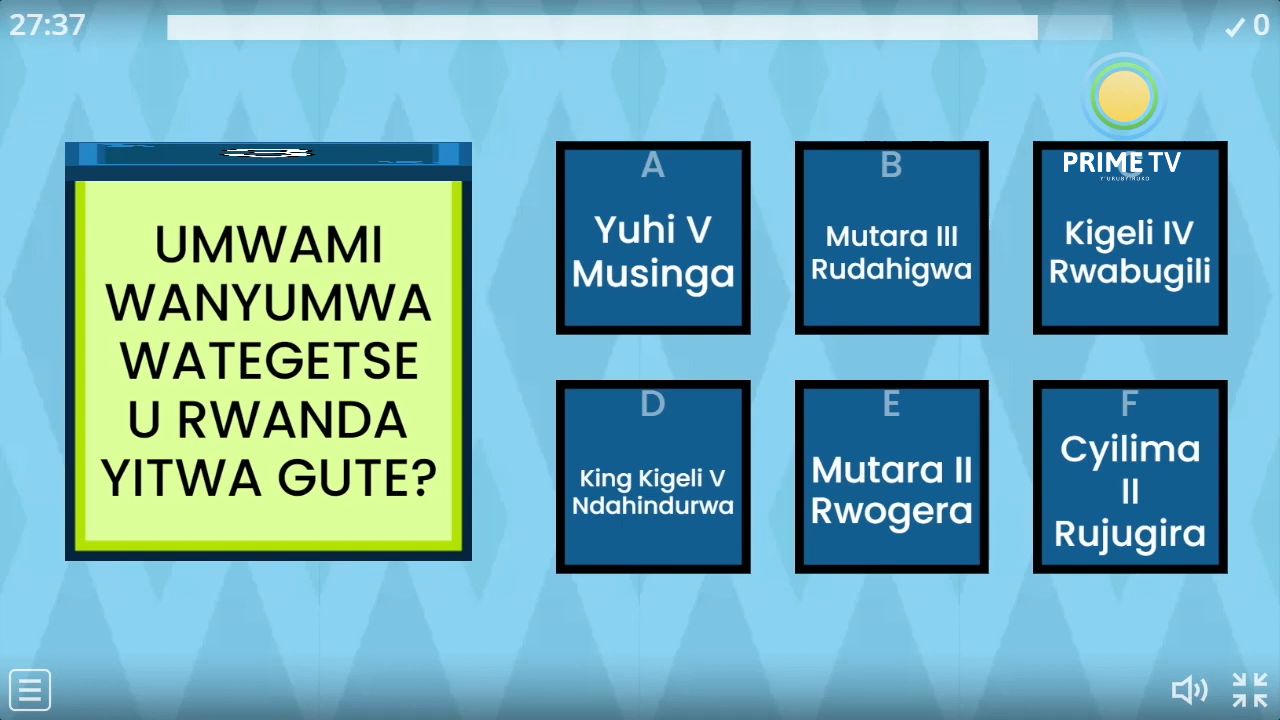 27:37
0
PRIME TV
Y'URUBYIRUKO
UMWAMI
WANYUMWA
WATEGETSE
U RWANDA
YITWA GUTE?
A
Yuhi V
Musinga
B
Mutara III
Rudahigwa
C
Kigeli IV
Rwabugili
D
King Kigeli V
Ndahindurwa
E
Mutara II
Rwogera
F
Cyilima
II
Rujugira